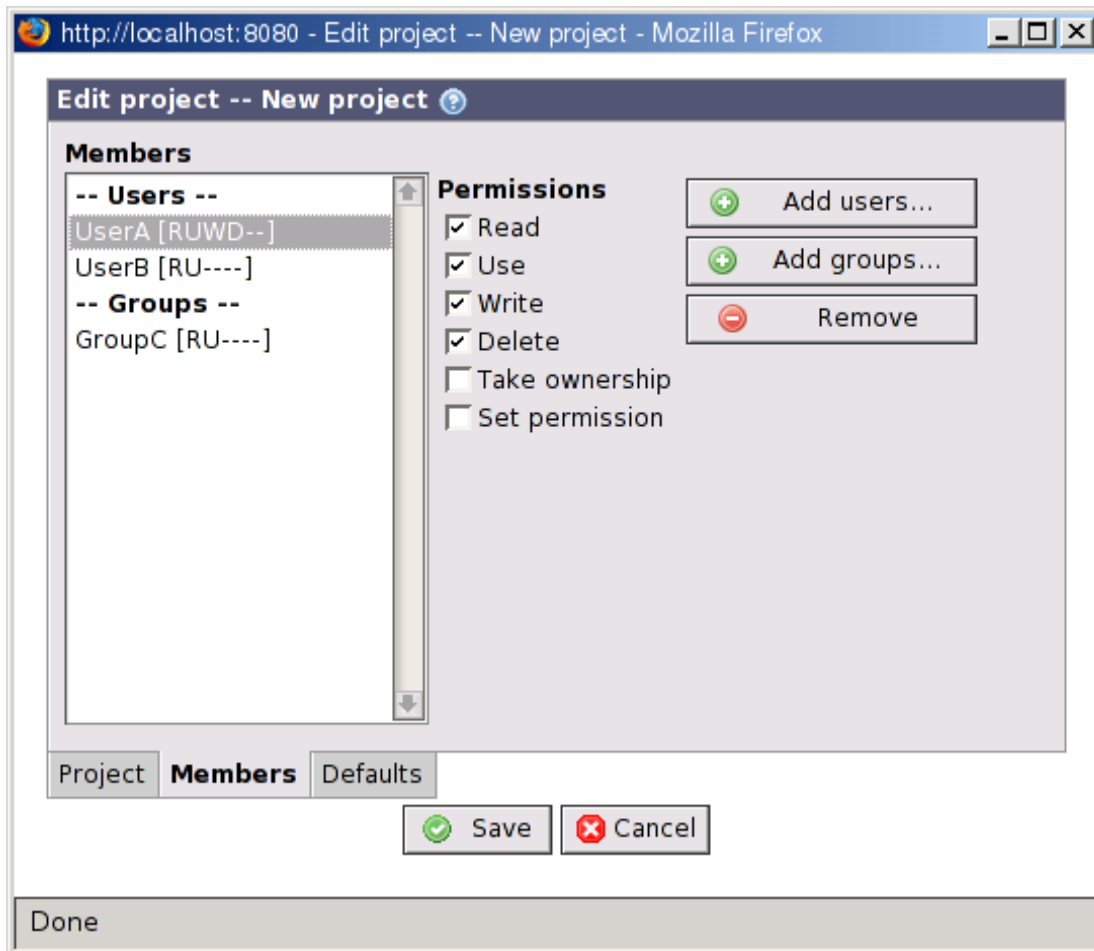 http://localhost:8080 - Edit project -- New project - Mozilla Firefox
Edit project -- New project
Members
-- Users --
UserA [RUWD--]
UserB [RU----]
-- Groups --
GroupC [RU----]
Permissions
Read
Use
Write
Delete
Take ownership
Set permission
Add users...
Add groups...
Remove
Project Members Defaults
Save Cancel
Done